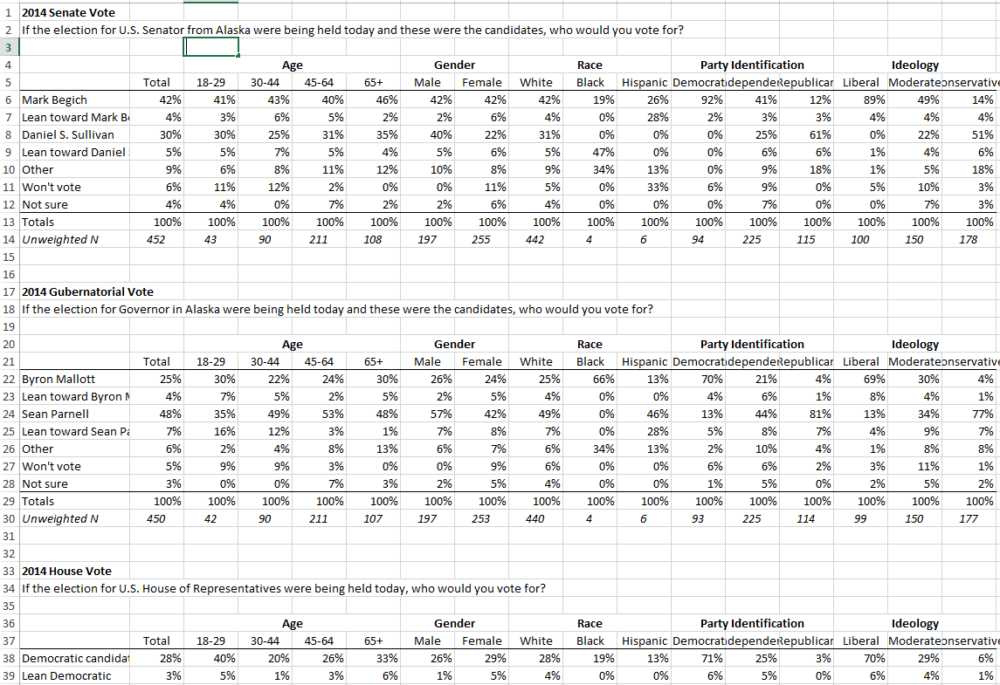 1 2014 Senate Vote
2 If the election for U.S. Senator from Alaska were being held today and these were the candidates, who would you vote for?
3
4 Age Gender Race Party Identification Ideology
5 Total 18-29 30-44 45-64 65+ Male Female White Black Hispanic Democrati depende Republicar Liberal Moderate onservative
6 Mark Begich 42% 41% 43% 40% 46% 42% 42% 42% 19% 26% 92% 41% 12% 89% 49% 14%
7 Lean toward Mark Be 4% 3% 6% 5% 2% 2% 6% 4% 0% 28% 2% 3% 3% 4% 4% 4%
8 Daniel S. Sullivan 30% 30% 25% 31% 35% 40% 22% 31% 0% 0% 0% 25% 61% 0% 22% 51%
9 Lean toward Daniel 5% 5% 7% 5% 4% 5% 6% 5% 47% 0% 0% 6% 6% 1% 4% 6%
10 Other 9% 6% 8% 11% 12% 10% 8% 9% 34% 13% 0% 9% 18% 1% 5% 18%
11 Won't vote 6% 11% 12% 2% 0% 0% 11% 5% 0% 33% 6% 9% 0% 5% 10% 3%
12 Not sure 4% 4% 0% 7% 2% 2% 6% 4% 0% 0% 0% 7% 0% 0% 7% 3%
13 Totals 100% 100% 100% 100% 100% 100% 100% 100% 100% 100% 100% 100% 100% 100% 100% 100%
14 Unweighted N 452 43 90 211 108 197 255 442 4 6 94 225 115 100 150 178
15
16
17 2014 Gubernatorial Vote
18 If the election for Governor in Alaska were being held today and these were the candidates, who would you vote for?
19
20 Age Gender Race Party Identification Ideology
21 Total 18-29 30-44 45-64 65+ Male Female White Black Hispanic Democrati depende Republicar Liberal Moderate onservative
22 Byron Mallott 25% 30% 22% 24% 30% 26% 24% 25% 66% 13% 70% 21% 4% 69% 30% 4%
23 Lean toward Byron M 4% 7% 5% 2% 5% 2% 5% 4% 0% 0% 4% 6% 1% 8% 4% 1%
24 Sean Parnell 48% 35% 49% 53% 48% 57% 42% 49% 0% 46% 13% 44% 81% 13% 34% 77%
25 Lean toward Sean Pa 7% 16% 12% 3% 1% 7% 8% 7% 0% 28% 5% 8% 7% 4% 9% 7%
26 Other 6% 2% 4% 8% 13% 6% 7% 6% 34% 13% 2% 10% 4% 1% 8% 8%
27 Won't vote 5% 9% 9% 3% 0% 0% 9% 6% 0% 0% 6% 6% 2% 3% 11% 1%
28 Not sure 3% 0% 0% 7% 3% 2% 5% 4% 0% 0% 1% 5% 0% 2% 5% 2%
29 Totals 100% 100% 100% 100% 100% 100% 100% 100% 100% 100% 100% 100% 100% 100% 100% 100%
30 Unweighted N 450 42 90 211 107 197 253 440 4 6 93 225 114 99 150 177
31
32
33 2014 House Vote
34 If the election for U.S. House of Representatives were being held today, who would you vote for?
35
36 Age Gender Race Party Identification Ideology
37 Total 18-29 30-44 45-64 65+ Male Female White Black Hispanic Democrati depende Republicar Liberal Moderate onservative
38 Democratic candidat 28% 40% 20% 26% 33% 26% 29% 28% 19% 13% 71% 25% 3% 70% 29% 6%
39 Lean Democratic 3% 5% 1% 3% 6% 1% 5% 4% 0% 0% 6% 5% 0% 6% 4% 1%